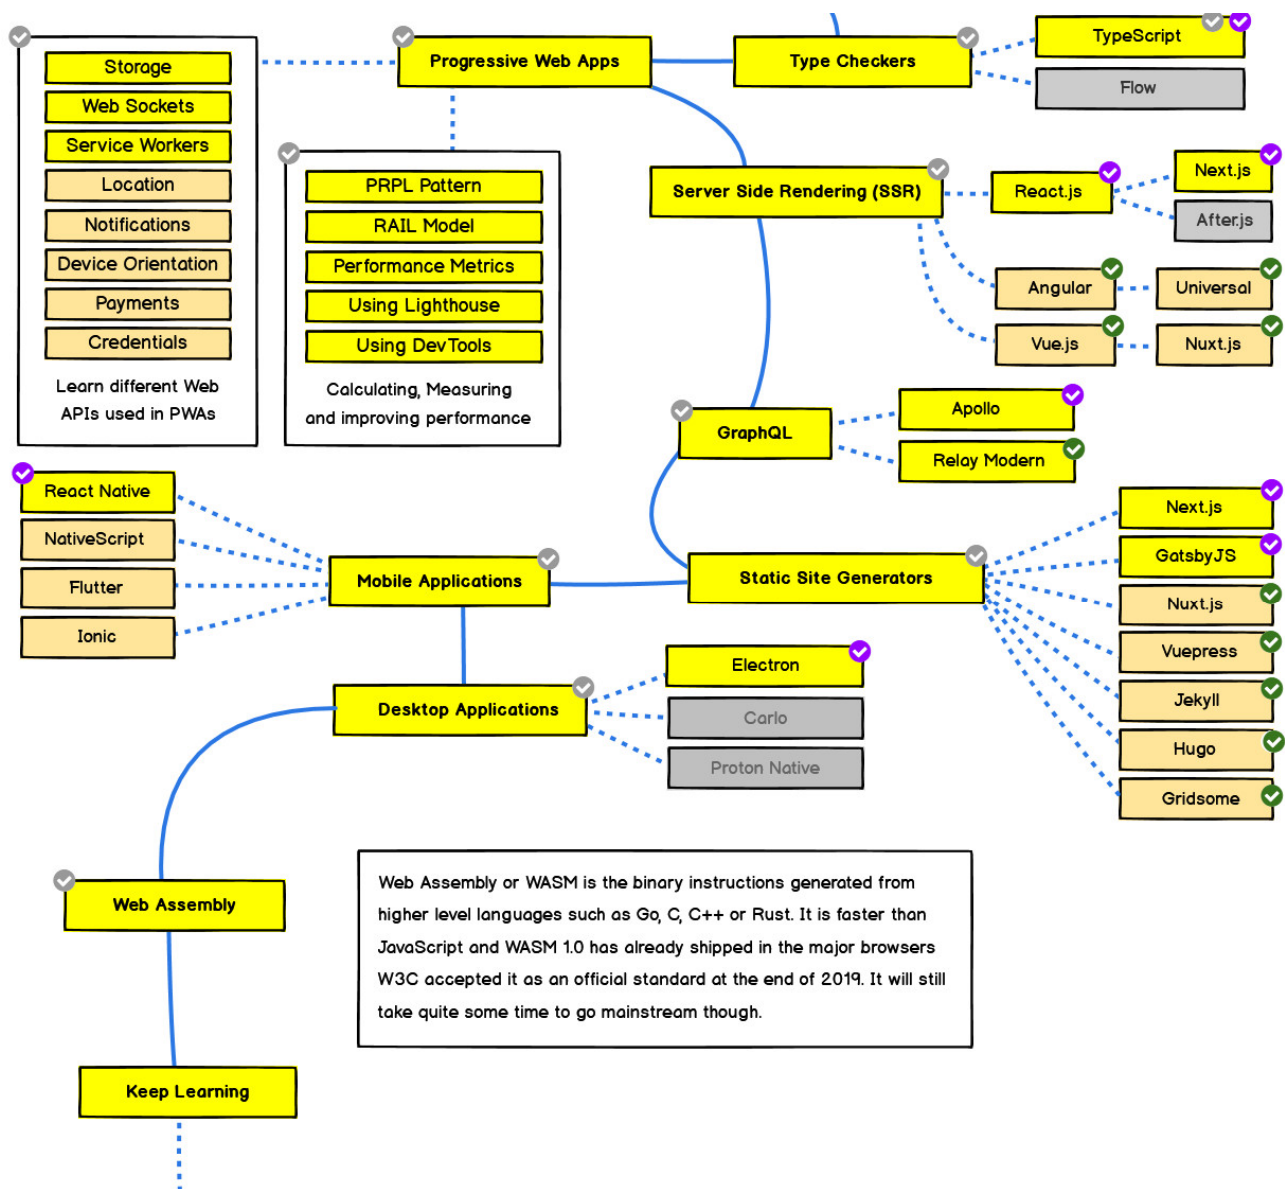 Progressive Web Apps
Type Checkers
TypeScript
Flow
Storage
Web Sockets
Service Workers
Location
Notifications
Device Orientation
Payments
Credentials
Learn different Web
APIs used in PWAs
PRPL Pattern
RAIL Model
Performance Metrics
Using Lighthouse
Using DevTools
Calculating, Measuring
and improving performance
Server Side Rendering (SSR)
React.js
Next.js
After.js
Angular
Universal
Vue.js
Nuxt.js
GraphQL
Apollo
Relay Modern
React Native
NativeScript
Flutter
Ionic
Mobile Applications
Static Site Generators
Next.js
GatsbyJS
Nuxt.js
Vuepress
Jekyll
Hugo
Gridsome
Desktop Applications
Electron
Carlo
Proton Native
Web Assembly
Web Assembly or WASM is the binary instructions generated from
higher level languages such as Go, C, C++ or Rust. It is faster than
JavaScript and WASM 1.0 has already shipped in the major browsers
W3C accepted it as an official standard at the end of 2019. It will still
take quite some time to go mainstream though.
Keep Learning